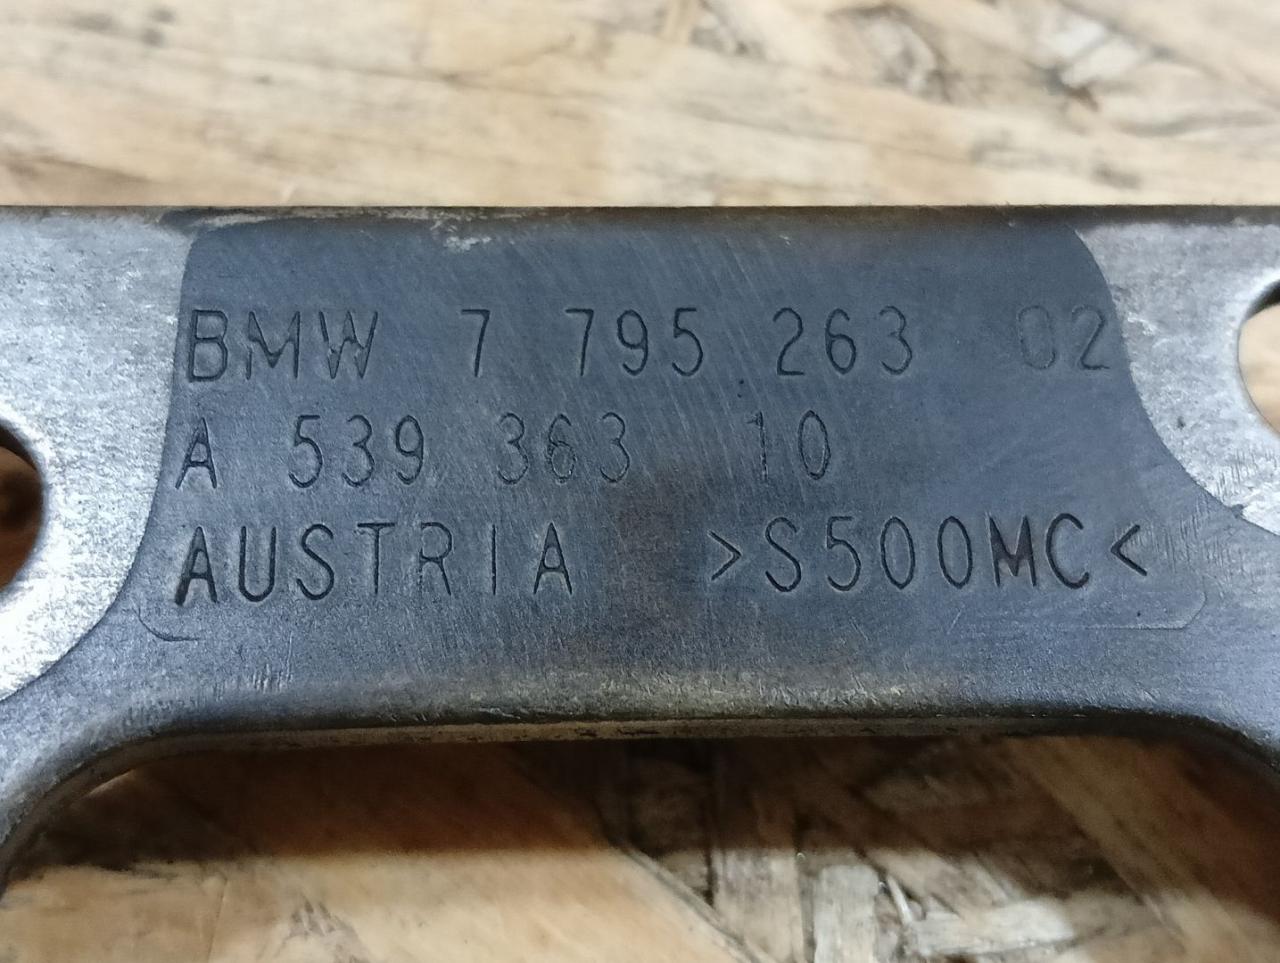 BMW 7 795 263 02
A 539 363 10
AUSTRIA >S500MC<